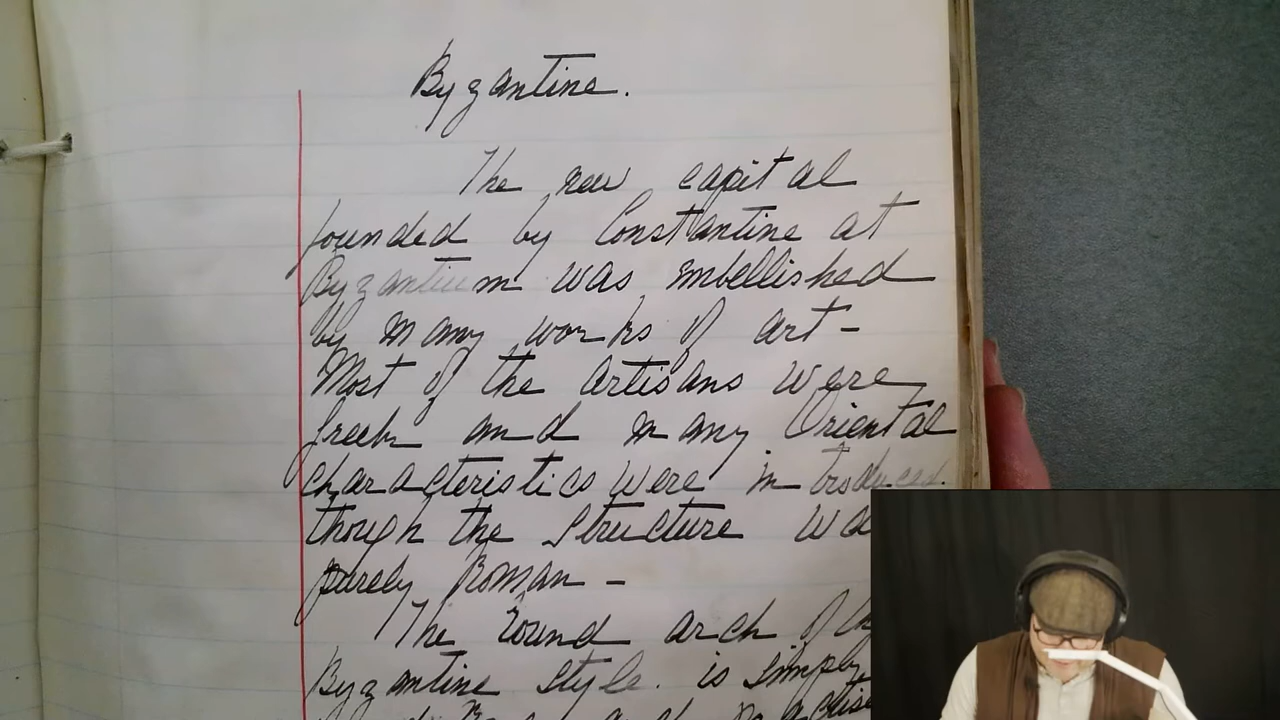 Byzantine.
The new capital
founded by Constantine at
Byzantium was embellished
by many works of art -
Most of the artisans were
Greek and many Oriental
characteristics were introduced.
though the structure wa
purely Roman -
The round arch of the
Byzantine style. is simply